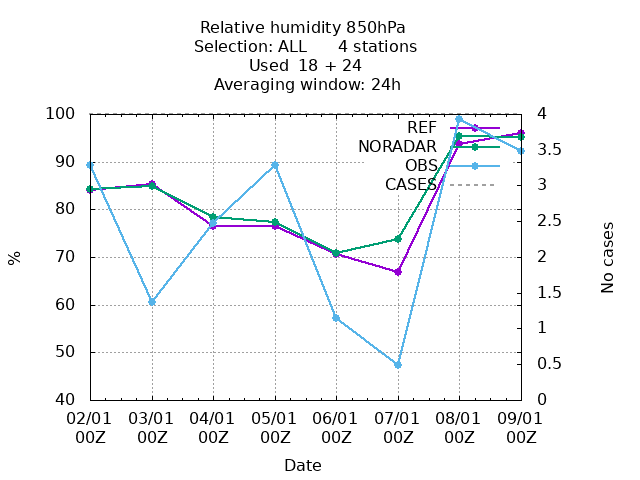 Relative humidity 850hPa
Selection: ALL 4 stations
Used 18 + 24
Averaging window: 24h
100
90
80
70
60
50
40
%
4
3.5
3
2.5
2
1.5
1
0.5
0
No cases
REF
NORADAR
OBS
CASES
02/01 03/01 04/01 05/01 06/01 07/01 08/01 09/01
00Z 00Z 00Z 00Z 00Z 00Z 00Z 00Z
Date